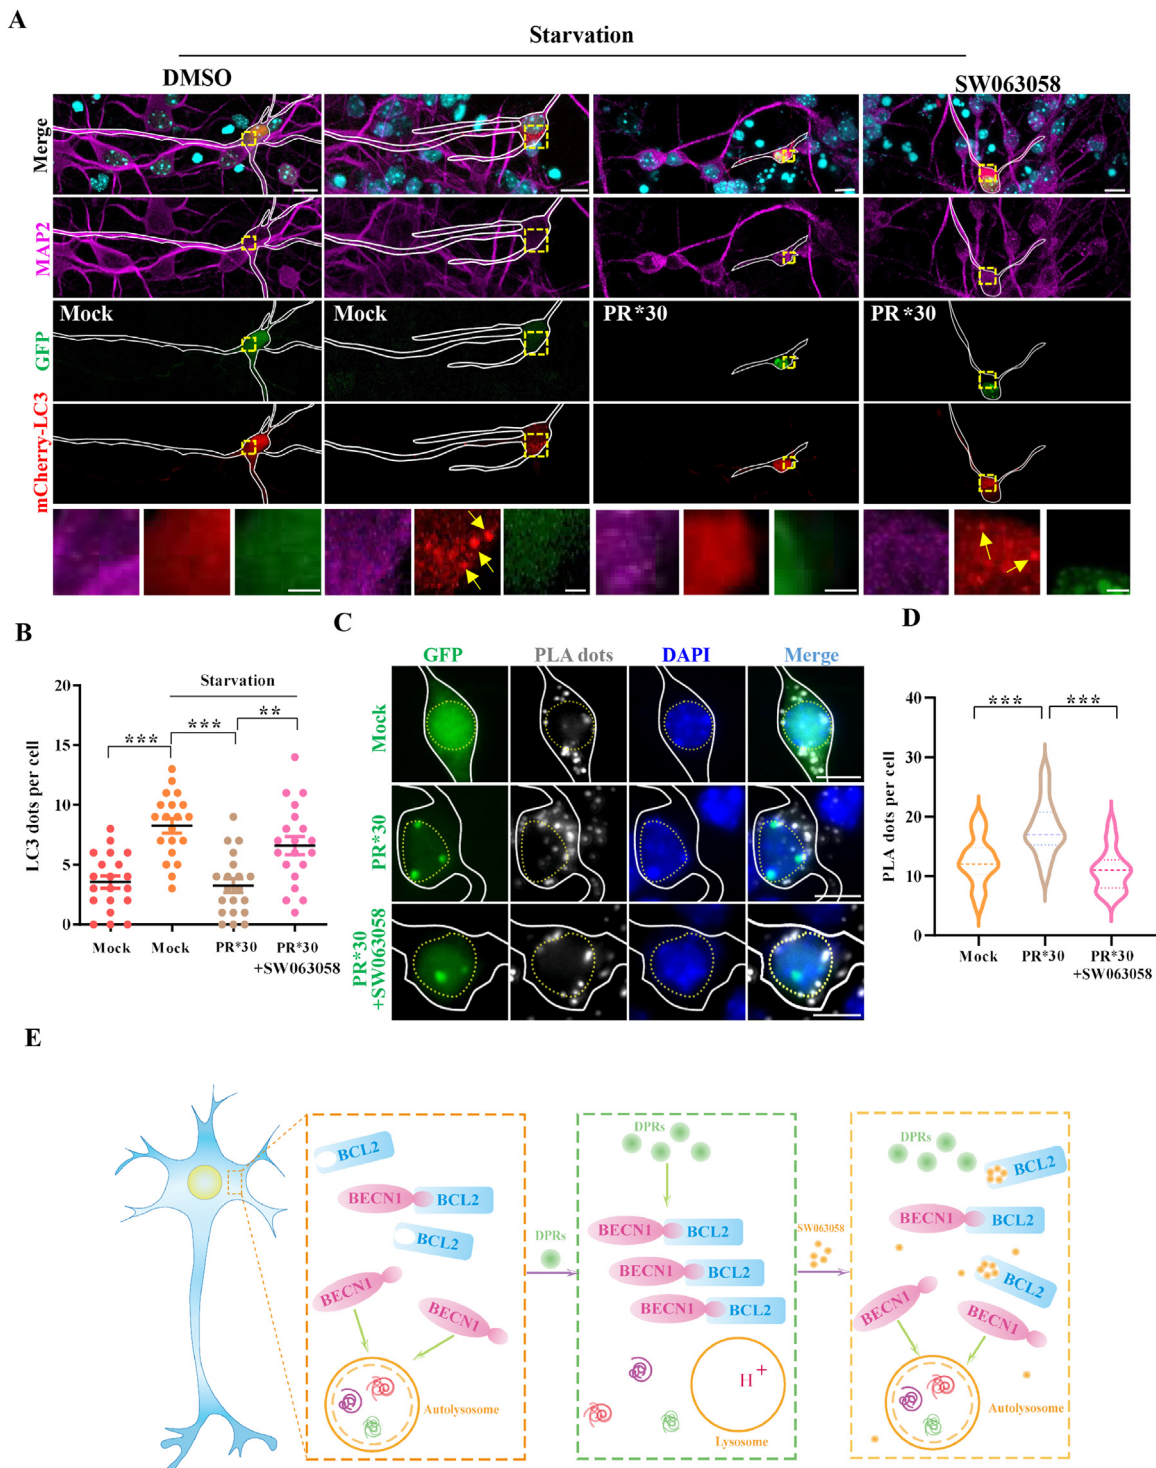 A
Starvation
DMSO
SW063058
Merge
MAP2
GFP
Mock
Mock
PR*30
PR*30
mCherry-LC3
B
Starvation
***
***
**
LC3 dots per cell
20
15
10
5
0
Mock
Mock
PR*30
PR*30
+SW063058
C
GFP
PLA dots
DAPI
Merge
Mock
PR*30
PR*30
+SW063058
D
***
***
PLA dots per cell
40
30
20
10
0
Mock
PR*30
PR*30
+SW063058
E
BCL2
BECN1
BCL2
BCL2
BECN1
BECN1
Autolysosome
DPRs
DPRs
BECN1
BCL2
BECN1
BCL2
BECN1
BCL2
H+
Lysosome
SW063058
DPRs
BCL2
BECN1
BCL2
BCL2
BECN1
BECN1
Autolysosome